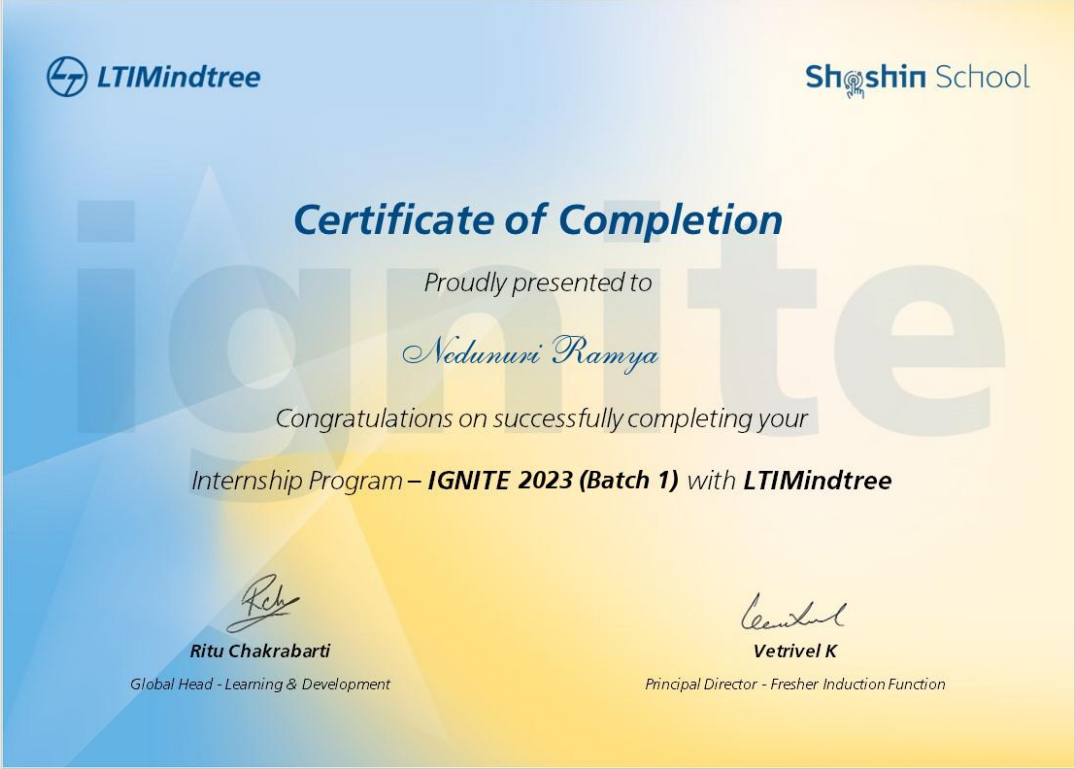 LTIMindtree
Shoshin School
ignite
Certificate of Completion
Proudly presented to
Nedunuri Ramya
Congratulations on successfully completing your
Internship Program – IGNITE 2023 (Batch 1) with LTIMindtree
Ritu Chakrabarti
Vetrivel K
Global Head - Learning & Development
Principal Director - Fresher Induction Function